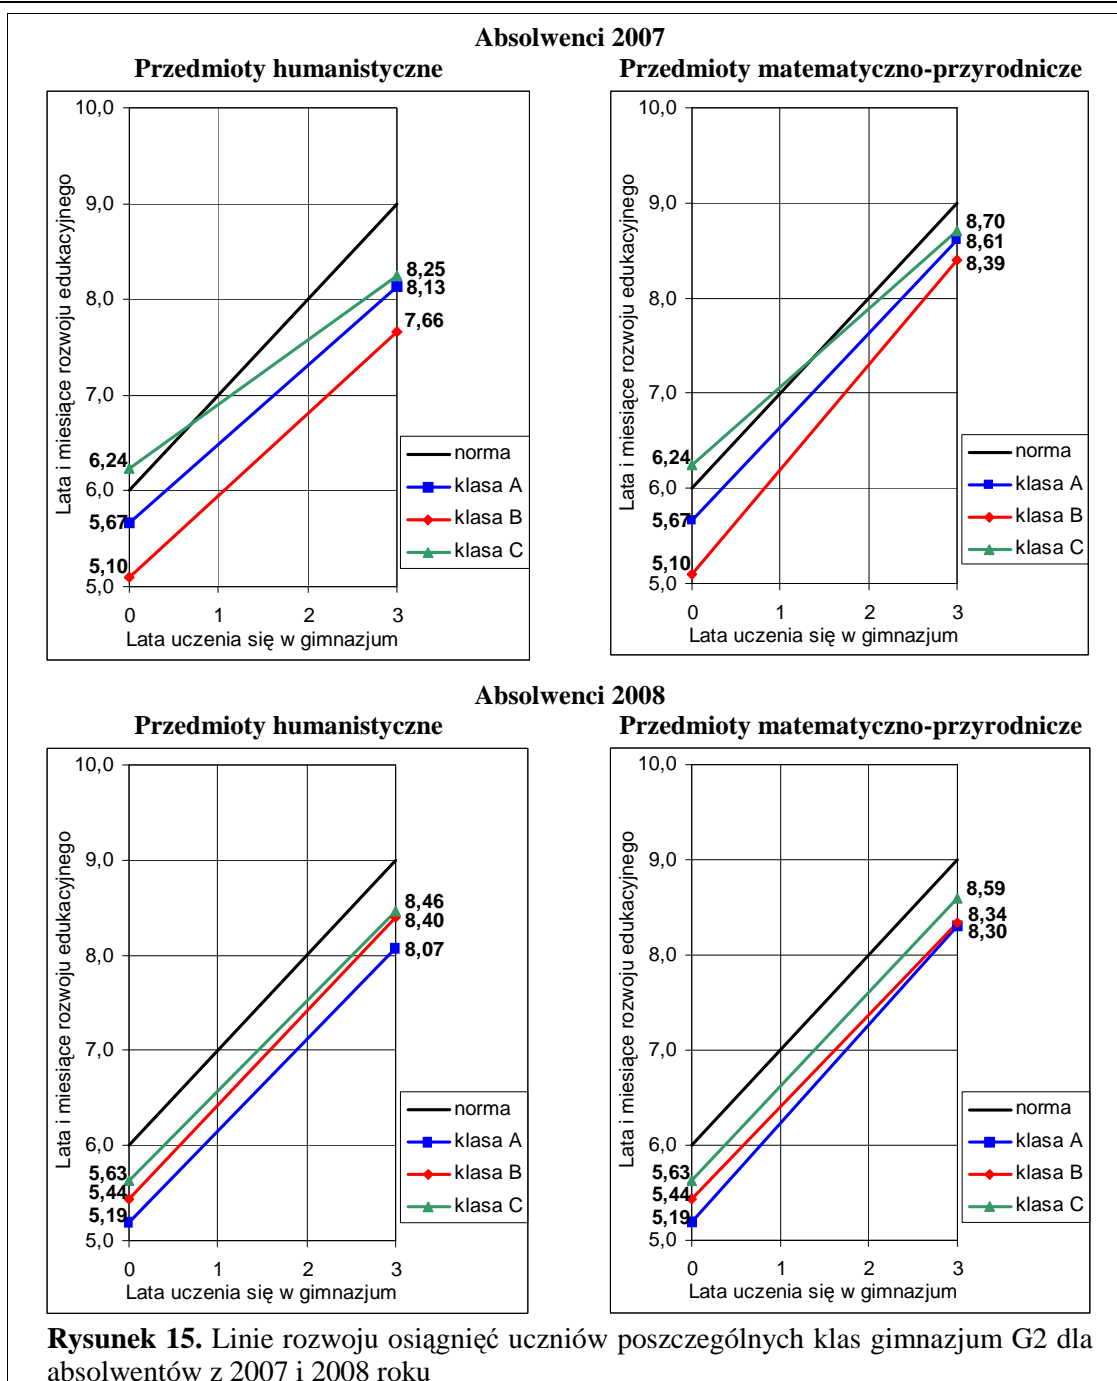 Absolwenci 2007
Przedmioty humanistyczne
Lata i miesiące rozwoju edukacyjnego
10,0
9,0
8,0
7,0
6,0
5,0
6,24
5,67
5,10
8,25
8,13
7,66
norma
klasa A
klasa B
klasa C
0 1 2 3
Lata uczenia się w gimnazjum
Przedmioty matematyczno-przyrodnicze
Lata i miesiące rozwoju edukacyjnego
10,0
9,0
8,0
7,0
6,0
5,0
6,24
5,67
5,10
8,70
8,61
8,39
norma
klasa A
klasa B
klasa C
0 1 2 3
Lata uczenia się w gimnazjum
Absolwenci 2008
Przedmioty humanistyczne
Lata i miesiące rozwoju edukacyjnego
10,0
9,0
8,0
7,0
6,0
5,0
5,63
5,44
5,19
8,46
8,40
8,07
norma
klasa A
klasa B
klasa C
0 1 2 3
Lata uczenia się w gimnazjum
Przedmioty matematyczno-przyrodnicze
Lata i miesiące rozwoju edukacyjnego
10,0
9,0
8,0
7,0
6,0
5,0
5,63
5,44
5,19
8,59
8,34
8,30
norma
klasa A
klasa B
klasa C
0 1 2 3
Lata uczenia się w gimnazjum
Rysunek 15. Linie rozwoju osiągnięć uczniów poszczególnych klas gimnazjum G2 dla
absolwentów z 2007 i 2008 roku